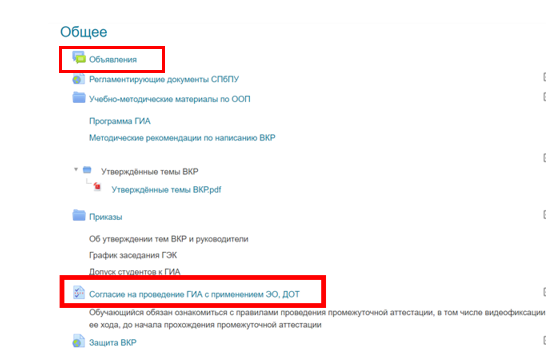 Общее
Объявления
Регламентирующие документы СПбПУ
Учебно-методические материалы по ООП
Программа ГИА
Методические рекомендации по написанию ВКР
Утверждённые темы ВКР
Утверждённые темы ВКР.pdf
Приказы
Об утверждении тем ВКР и руководители
График заседания ГЭК
Допуск студентов к ГИА
Согласие на проведение ГИА с применением ЭО, ДОТ
Обучающийся обязан ознакомиться с правилами проведения промежуточной аттестации, в том числе видеофиксации
ее хода, до начала прохождения промежуточной аттестации
Защита ВКР